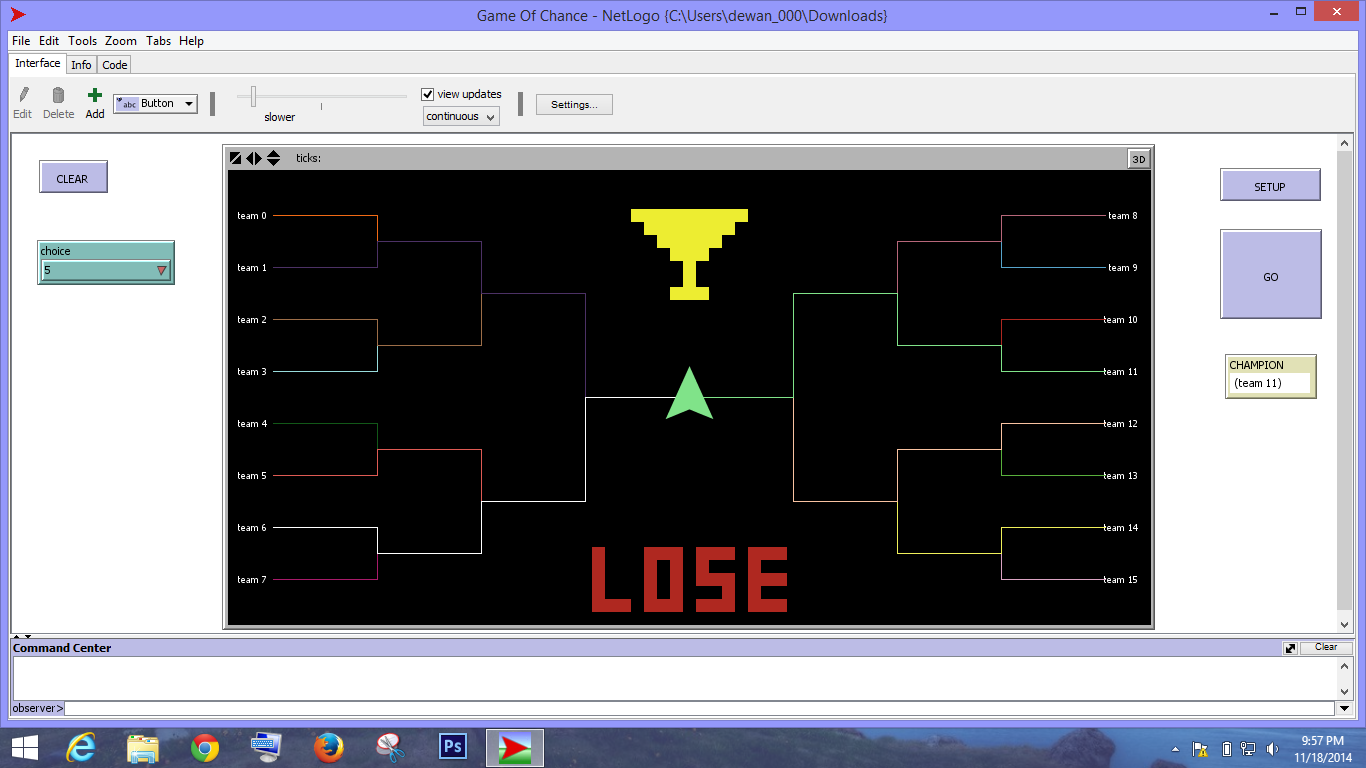 Game Of Chance - NetLogo {C:\Users\dewan_000\Downloads}
File Edit Tools Zoom Tabs Help
Interface Info Code
Edit Delete Add abc Button slower view updates continuous Settings...
ticks: 3D
CLEAR
choice
5
team 0
team 1
team 2
team 3
team 4
team 5
team 6
team 7
team 8
team 9
team 10
team 11
team 12
team 13
team 14
team 15
LOSE
SETUP
GO
CHAMPION
(team 11)
Command Center Clear
observer>
Ps
9:57 PM
11/18/2014